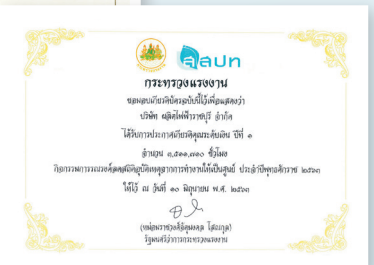 สสปท
กระทรวงแรงงาน
ขอมอบเกียรติบัตรฉบับนี้ไว้เพื่อแสดงว่า
บริษัท ผลิตไฟฟ้าราชบุรี จำกัด
ได้รับการประกาศเกียรติคุณระดับเงิน ปีที่ ๑
จำนวน ๓,๕๑๑,๗๑๐ ชั่วโมง
กิจกรรมการรณรงค์ลดสถิติอุบัติเหตุจากการทำงานให้เป็นศูนย์ ประจำปีพุทธศักราช ๒๕๖๓
ให้ไว้ ณ วันที่ ๑๐ มิถุนายน พ.ศ. ๒๕๖๓
(หม่อมราชวงศ์จัตุมงคล โสณกุล)
รัฐมนตรีว่าการกระทรวงแรงงาน